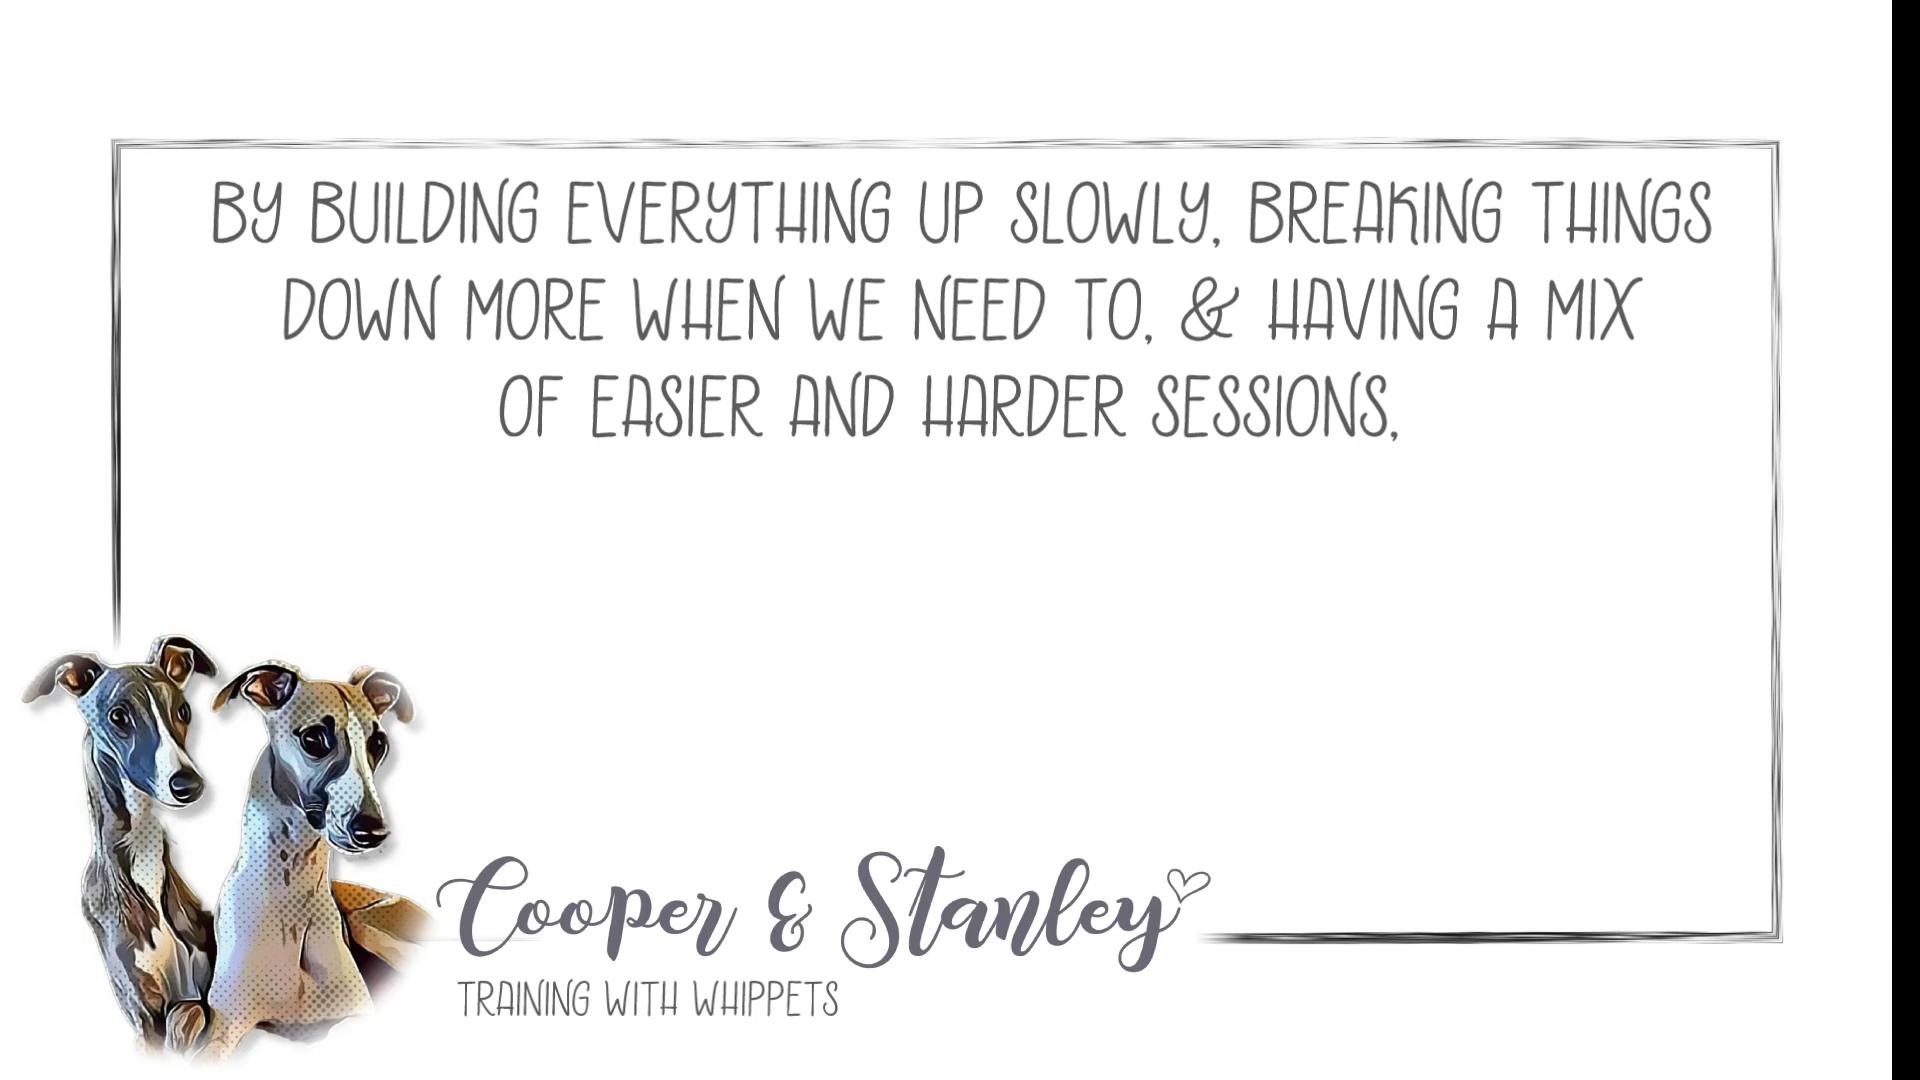 BY BUILDING EVERYTHING UP SLOWLY, BREAKING THINGS
DOWN MORE WHEN WE NEED TO, & HAVING A MIX
OF EASIER AND HARDER SESSIONS,
Cooper & Stanley
TRAINING WITH WHIPPETS